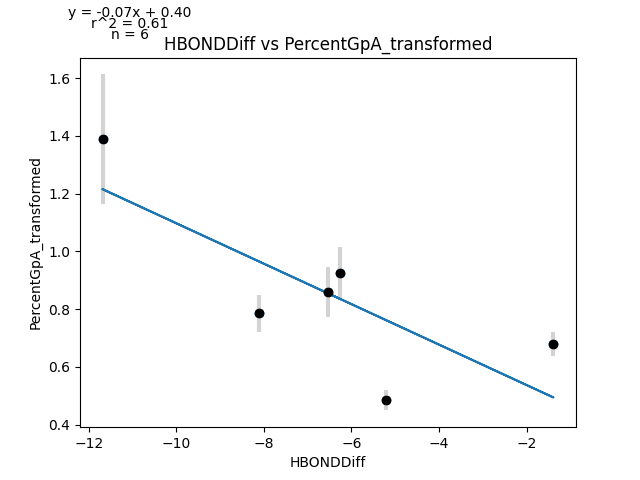 y = -0.07x + 0.40
r^2 = 0.61
n = 6
HBONDDiff vs PercentGpA_transformed
PercentGpA_transformed
1.6
1.4
1.2
1.0
0.8
0.6
0.4
−12
−10
−8
−6
−4
−2
HBONDDiff